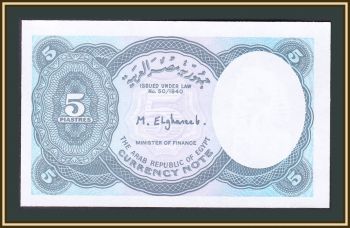 5 5
جمهورية مصر العربية
ISSUED UNDER LAW
No. 50/1940
5
PIASTRES
M. Elghareeb.
MINISTER OF FINANCE
THE ARAB REPUBLIC OF EGYPT
CURRENCY NOTE
5 5